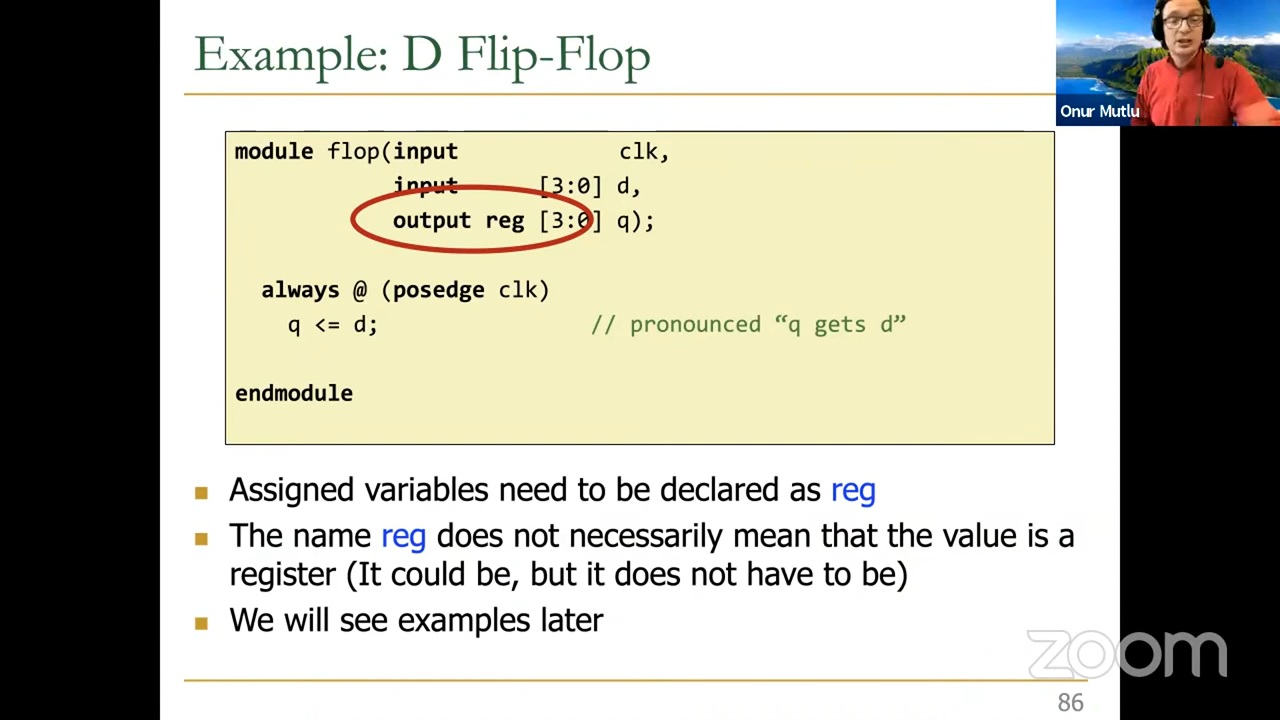 Example: D Flip-Flop
Onur Mutlu
module flop(input clk,
input [3:0] d,
output reg [3:0] q);
always @ (posedge clk)
q <= d; // pronounced “q gets d”
endmodule
Assigned variables need to be declared as reg
The name reg does not necessarily mean that the value is a
register (It could be, but it does not have to be)
We will see examples later
zoom
86